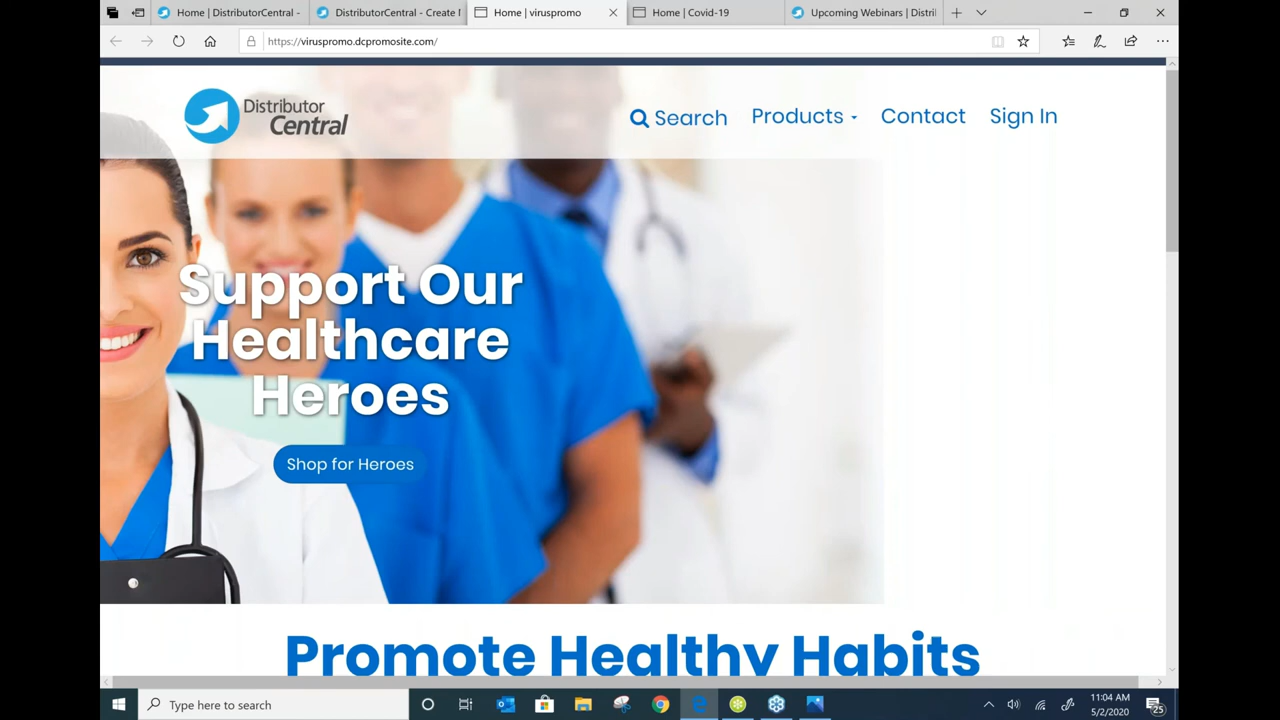 Home | DistributorCentral -
DistributorCentral - Create
Home | viruspromo
Home | Covid-19
Upcoming Webinars | Distri
https://viruspromo.dcpromosite.com/
Distributor
Central
Search
Products
Contact
Sign In
Support Our
Healthcare
Heroes
Shop for Heroes
Promote Healthy Habits
Type here to search
11:04 AM
5/2/2020
25